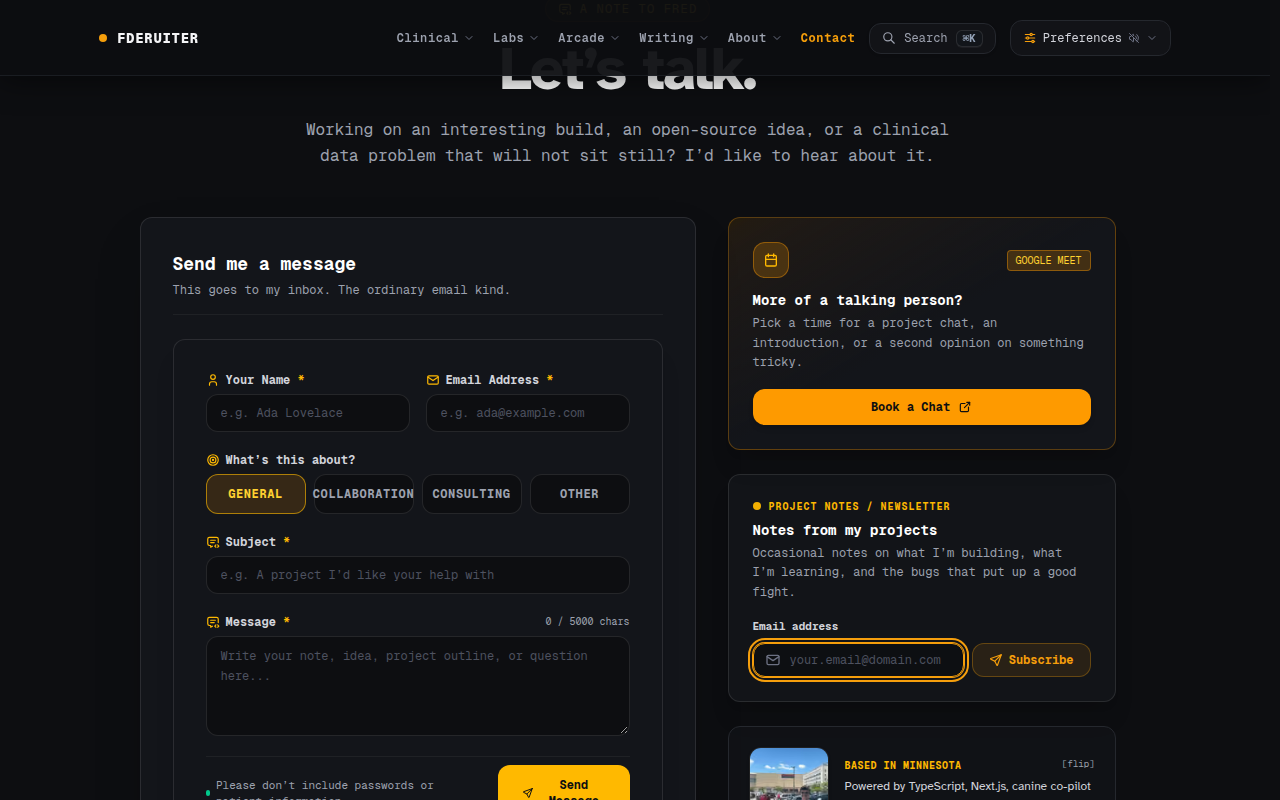 A NOTE TO FRED
FDERUITER
Clinical
Labs
Arcade
Writing
About
Contact
Search ⌘K
Preferences
Let’s talk.
Working on an interesting build, an open-source idea, or a clinical
data problem that will not sit still? I’d like to hear about it.
Send me a message
This goes to my inbox. The ordinary email kind.
Your Name *
Email Address *
e.g. Ada Lovelace
e.g. ada@example.com
What's this about?
GENERAL
COLLABORATION
CONSULTING
OTHER
Subject *
e.g. A project I'd like your help with
Message *
0 / 5000 chars
Write your note, idea, project outline, or question
here...
Please don’t include passwords or
patient information
Send
Message
GOOGLE MEET
More of a talking person?
Pick a time for a project chat, an
introduction, or a second opinion on something
tricky.
Book a Chat
PROJECT NOTES / NEWSLETTER
Notes from my projects
Occasional notes on what I’m building, what
I’m learning, and the bugs that put up a good
fight.
Email address
your.email@domain.com
Subscribe
BASED IN MINNESOTA
[flip]
Powered by TypeScript, Next.js, canine co-pilot